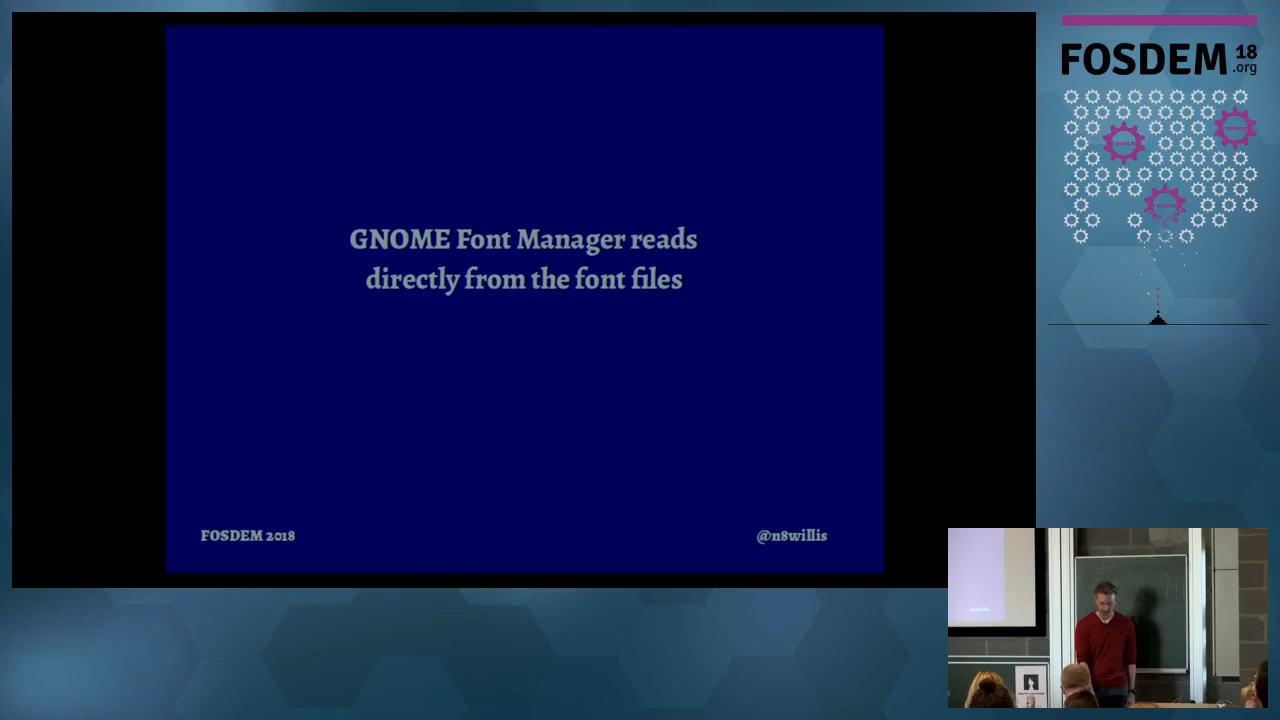 GNOME Font Manager reads
directly from the font files
FOSDEM 2018
@n8willis
FOSDEM 18
.org